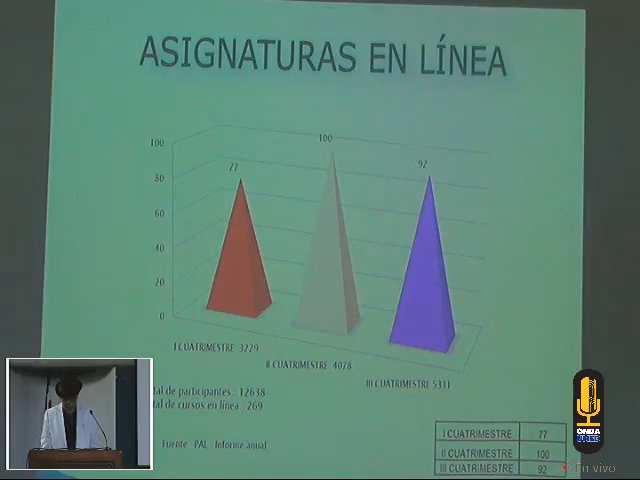 ASIGNATURAS EN LÍNEA
100
80
60
40
20
0
77
100
92
I CUATRIMESTRE 3229
II CUATRIMESTRE 4078
III CUATRIMESTRE 5331
tal de participantes. 12638
tal de cursos en línea .269
Fuente PAL Informe anual
I CUATRIMESTRE 77
II CUATRIMESTRE 100
III CUATRIMESTRE 92
ONDA
UNED
En vivo